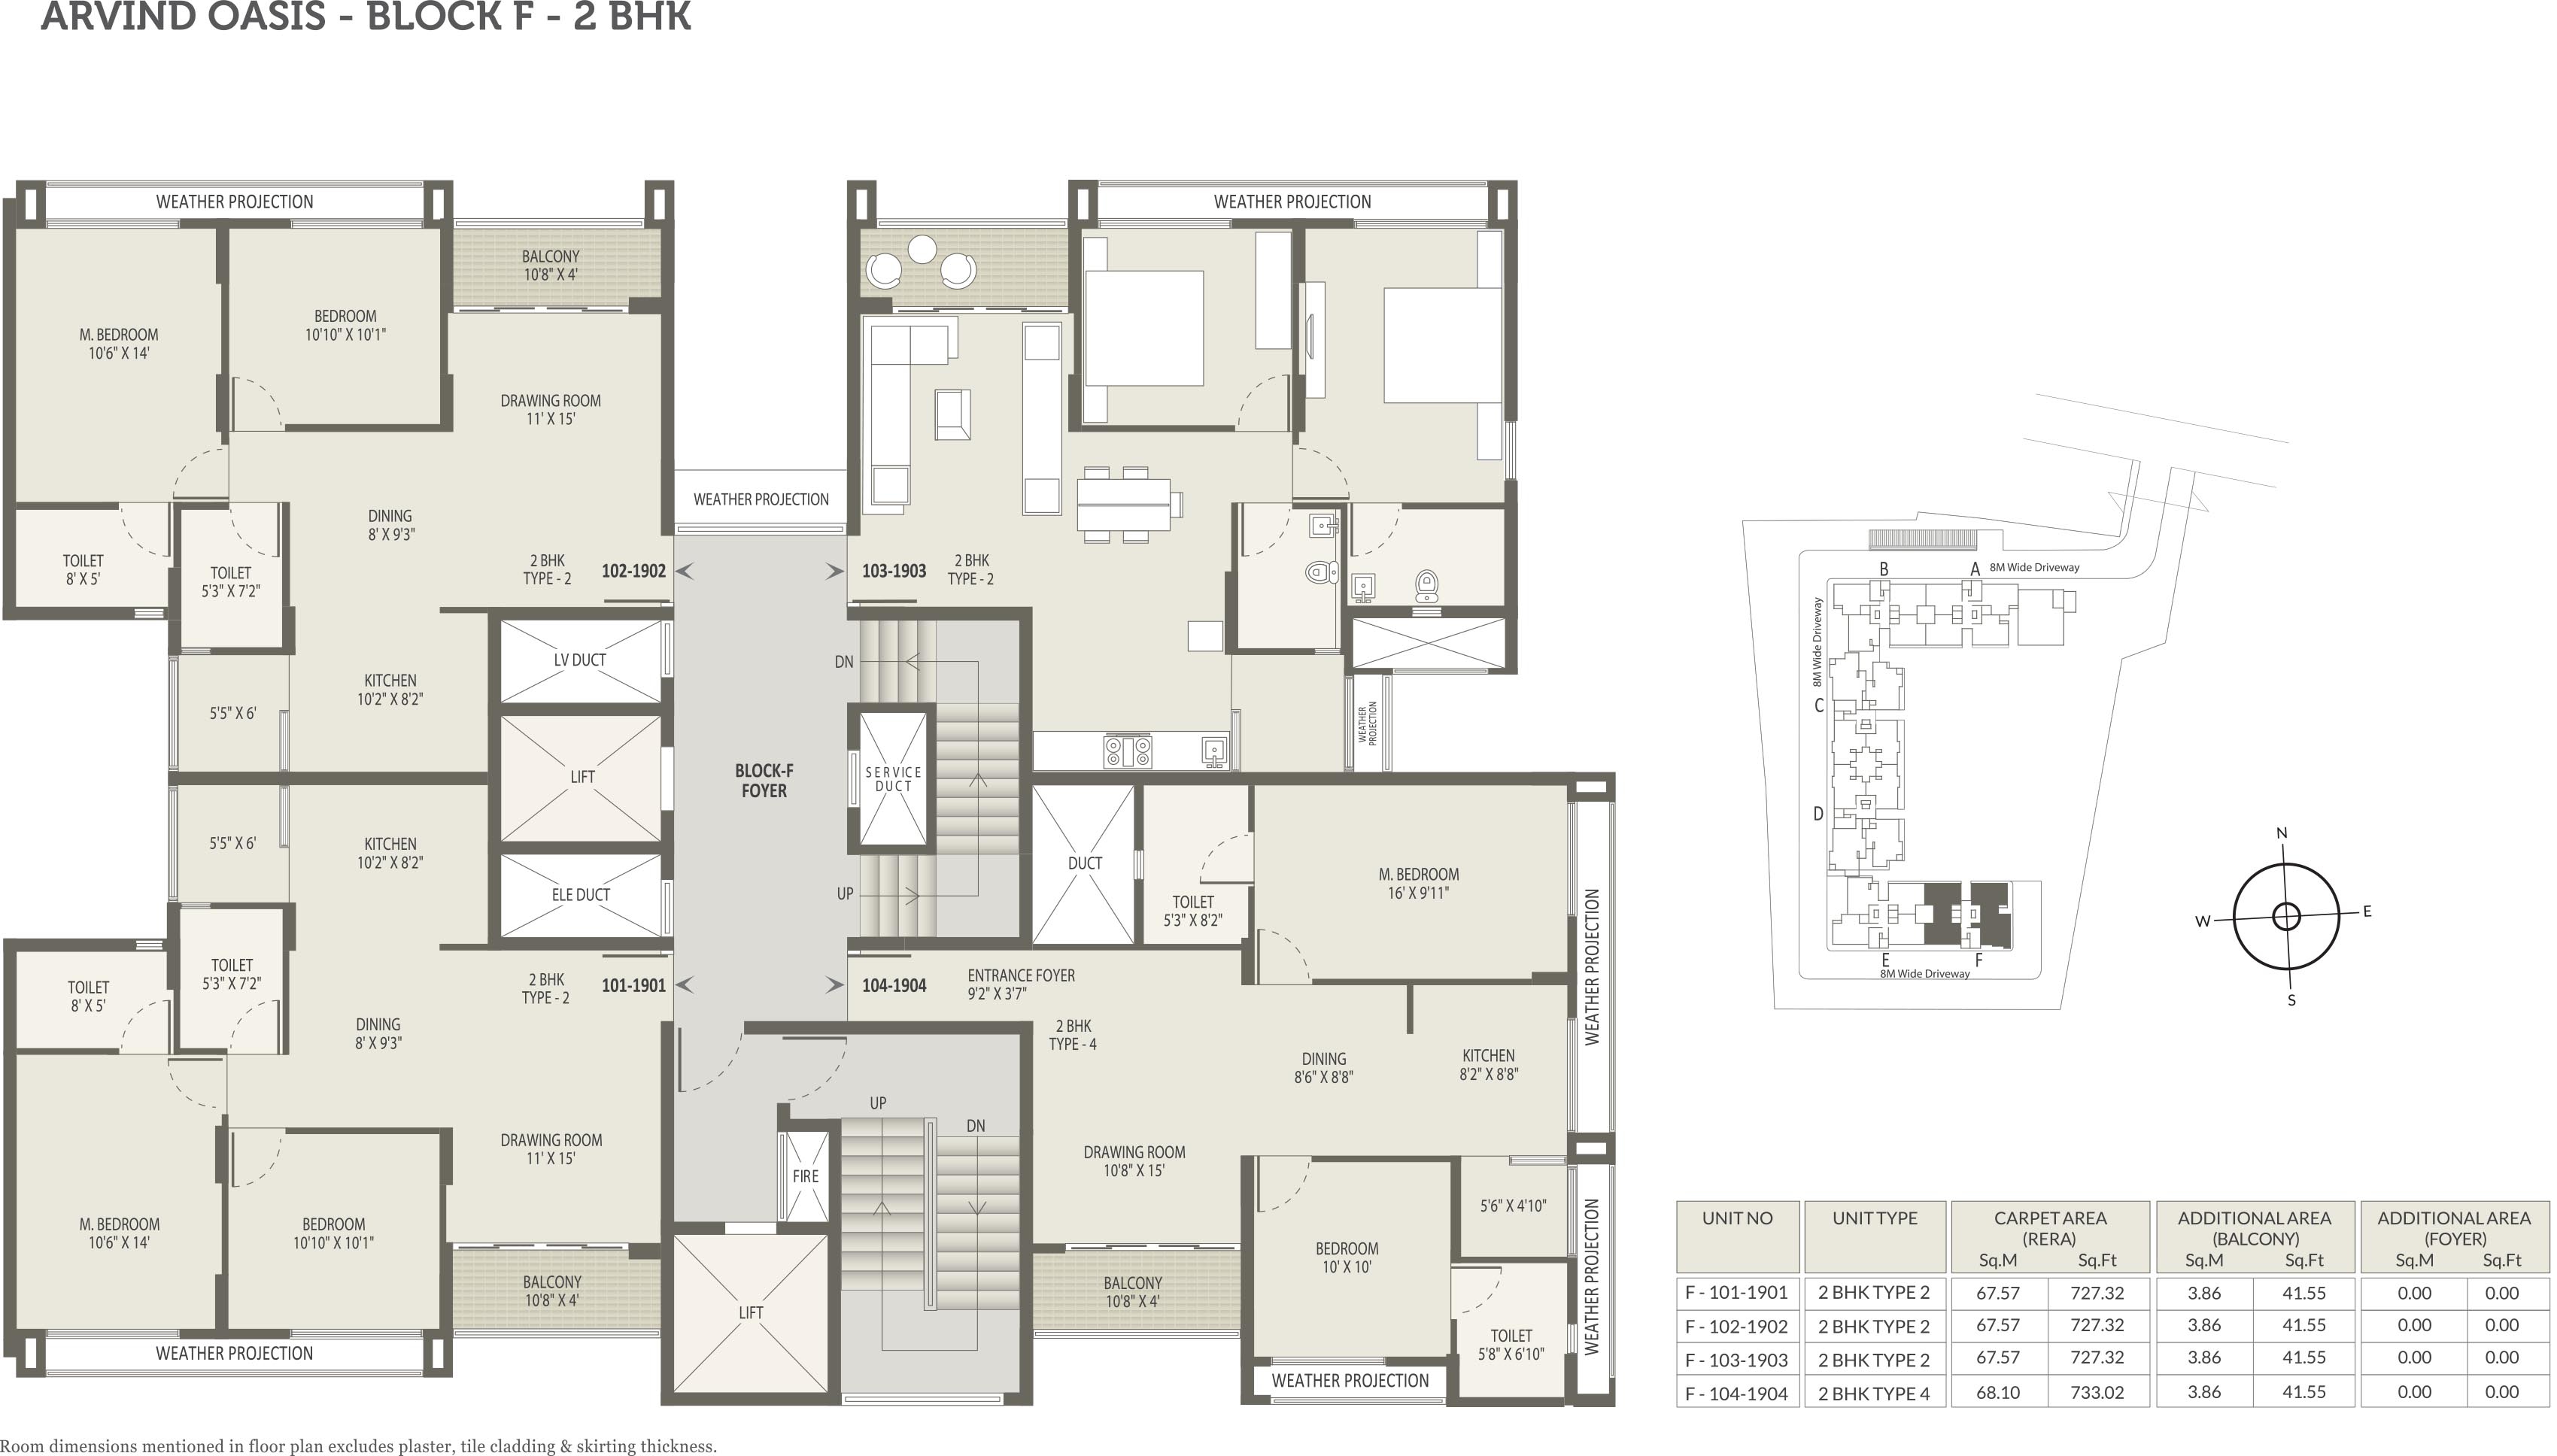 ARVIND OASIS - BLOCK F - 2 BHK
WEATHER PROJECTION
WEATHER PROJECTION
BALCONY
10'8" X 4'
M. BEDROOM
10'6" X 14'
BEDROOM
10'10" X 10'1"
DRAWING ROOM
11' X 15'
WEATHER PROJECTION
DINING
8' X 9'3"
TOILET
8' X 5'
TOILET
5'3" X 7'2"
2 BHK
TYPE - 2
102-1902
103-1903
2 BHK
TYPE - 2
LV DUCT
DN
KITCHEN
10'2" X 8'2"
5'5" X 6'
WEATHER
PROJECTION
LIFT
BLOCK-F
FOYER
SERVICE
DUCT
5'5" X 6'
KITCHEN
10'2" X 8'2"
ELE DUCT
UP
DUCT
TOILET
5'3" X 8'2"
M. BEDROOM
16' X 9'11"
WEATHER PROJECTION
TOILET
8' X 5'
TOILET
5'3" X 7'2"
2 BHK
TYPE - 2
101-1901
104-1904
ENTRANCE FOYER
9'2" X 3'7"
2 BHK
TYPE - 4
DINING
8' X 9'3"
DINING
8'6" X 8'8"
KITCHEN
8'2" X 8'8"
UP
DN
DRAWING ROOM
11' X 15'
FIRE
DRAWING ROOM
10'8" X 15'
M. BEDROOM
10'6" X 14'
BEDROOM
10'10" X 10'1"
5'6" X 4'10"
BEDROOM
10' X 10'
WEATHER PROJECTION
BALCONY
10'8" X 4'
LIFT
BALCONY
10'8" X 4'
TOILET
5'8" X 6'10"
WEATHER PROJECTION
WEATHER PROJECTION
B
A
8M Wide Driveway
8M Wide Driveway
C
D
E
F
8M Wide Driveway
N
W
E
S
UNIT NO UNIT TYPE CARPET AREA ADDITIONAL AREA ADDITIONAL AREA
(RERA) (BALCONY) (FOYER)
Sq.M Sq.Ft Sq.M Sq.Ft Sq.M Sq.Ft
F - 101-1901 2 BHK TYPE 2 67.57 727.32 3.86 41.55 0.00 0.00
F - 102-1902 2 BHK TYPE 2 67.57 727.32 3.86 41.55 0.00 0.00
F - 103-1903 2 BHK TYPE 2 67.57 727.32 3.86 41.55 0.00 0.00
F - 104-1904 2 BHK TYPE 4 68.10 733.02 3.86 41.55 0.00 0.00
Room dimensions mentioned in floor plan excludes plaster, tile cladding & skirting thickness.